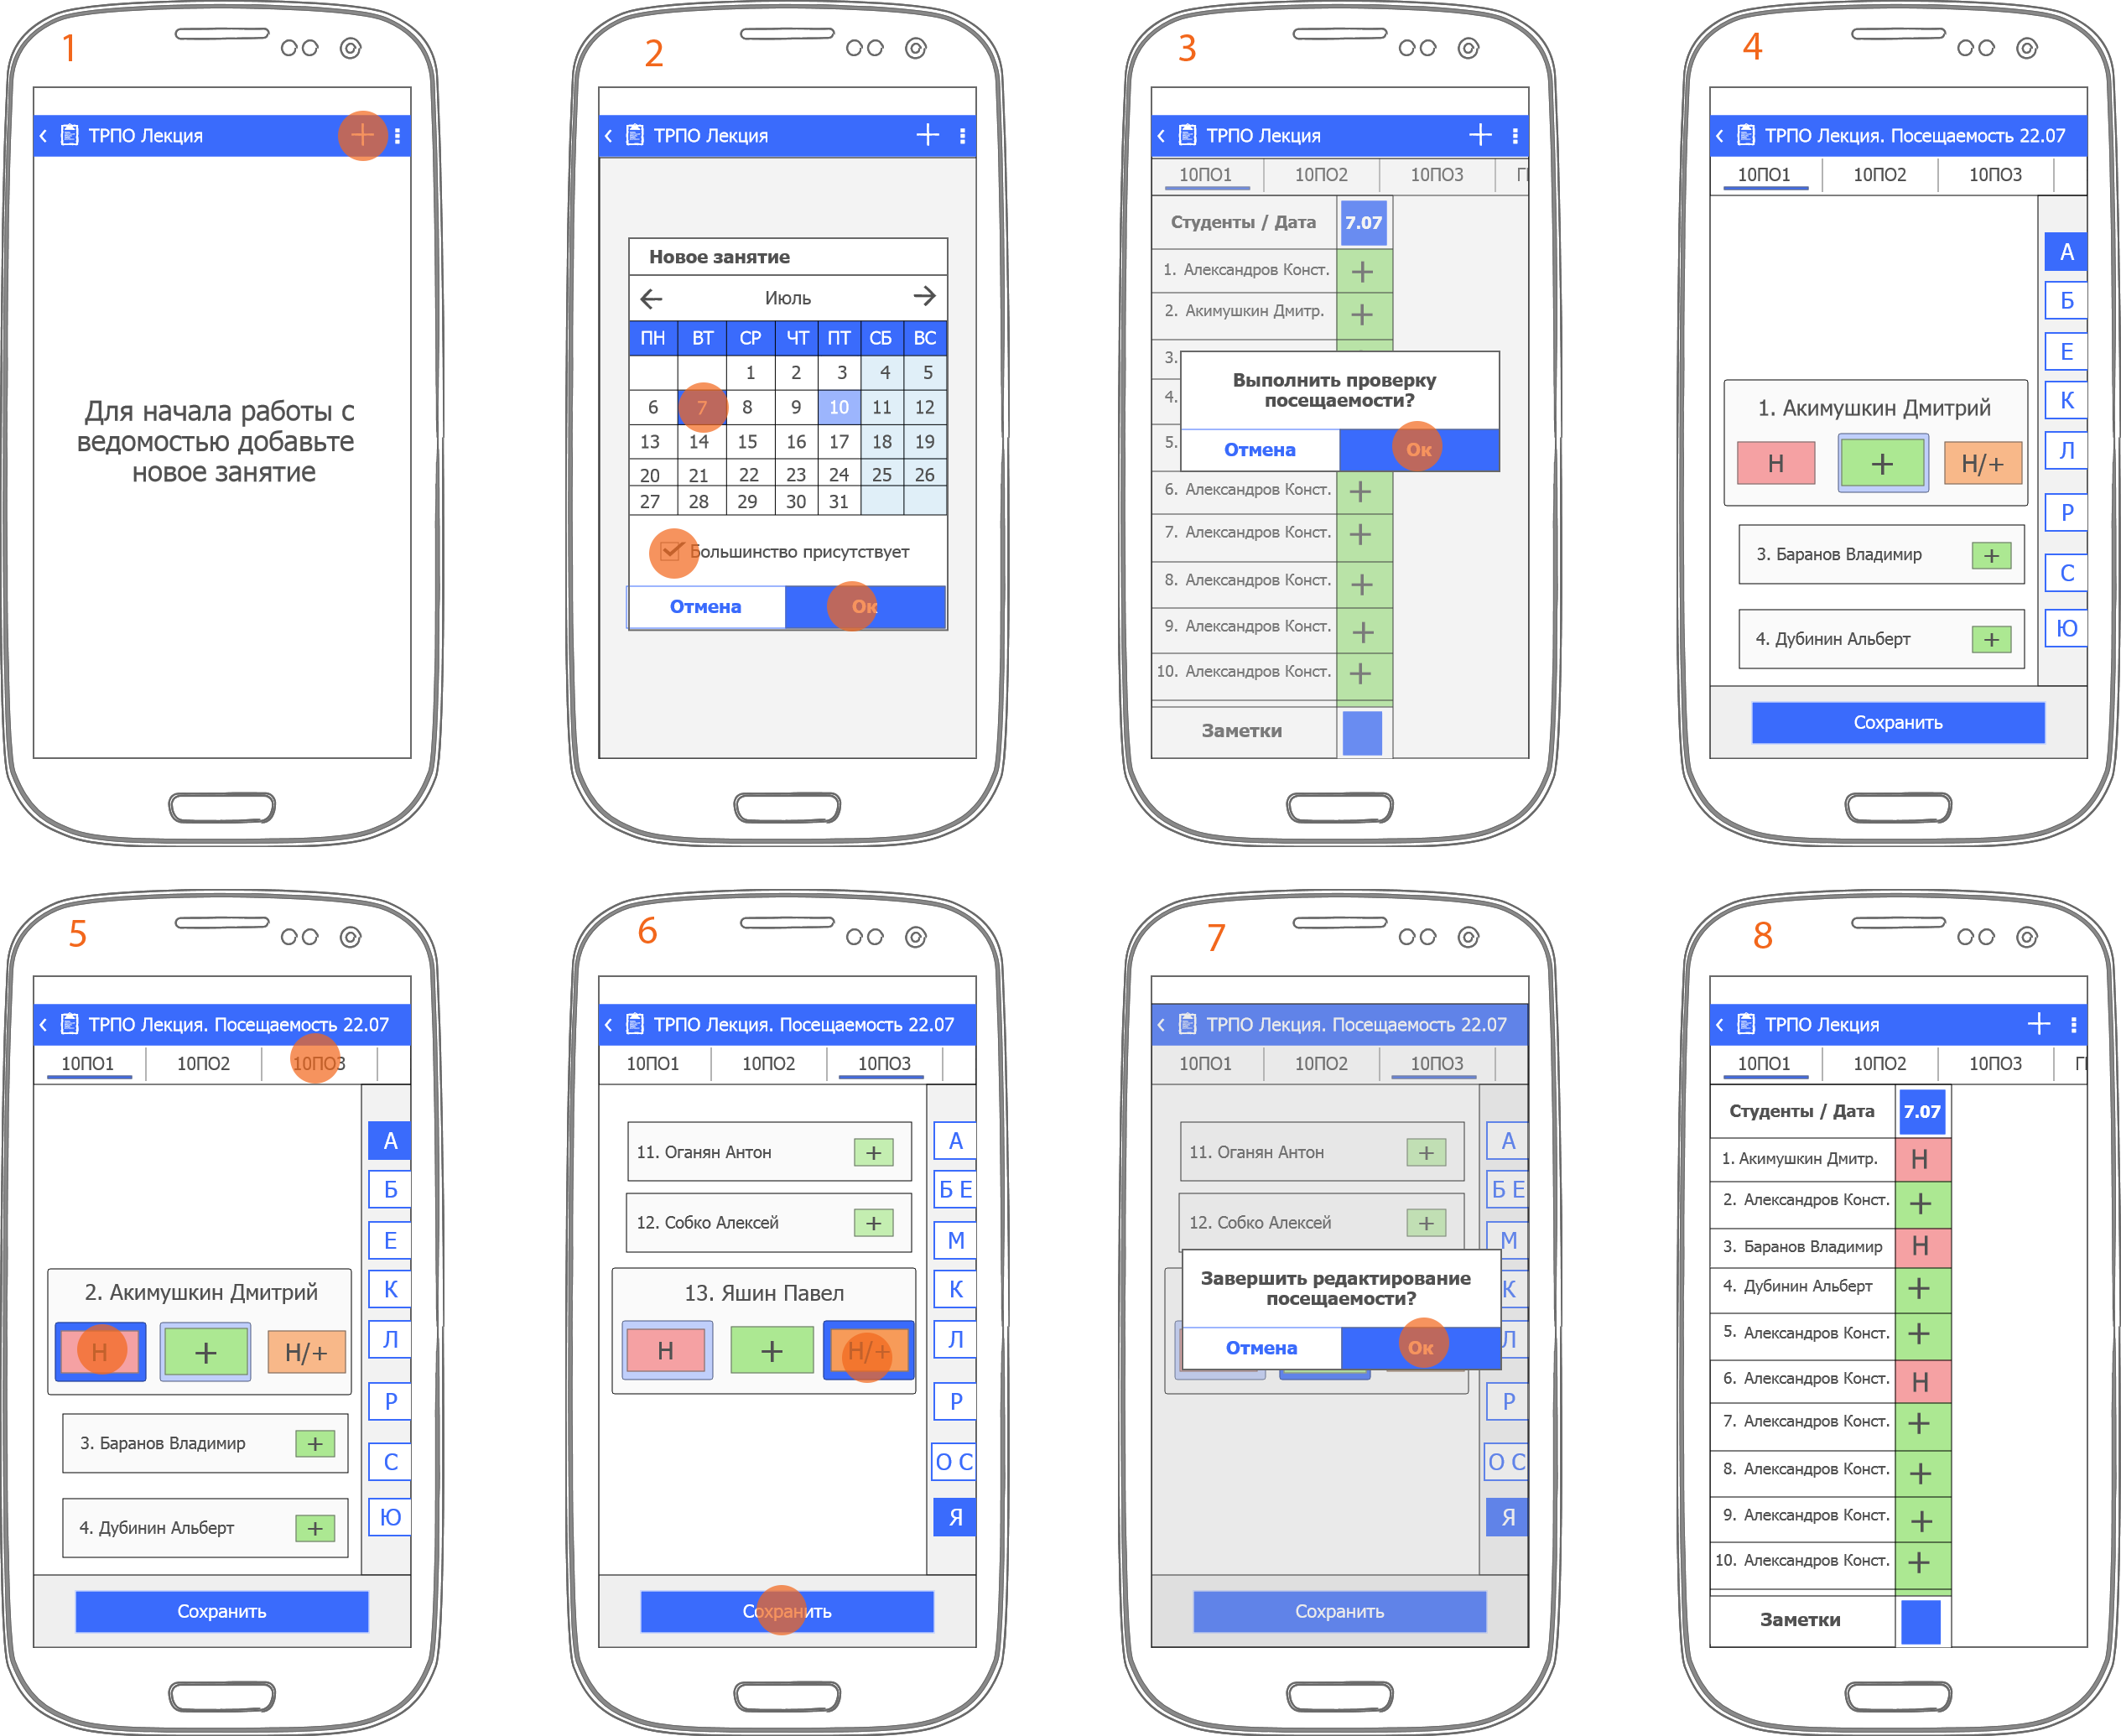 1
ТРПО Лекция
Для начала работы с
ведомостью добавьте
новое занятие
2
ТРПО Лекция
Новое занятие
Июль
ПН ВТ СР ЧТ ПТ СБ ВС
1 2 3 4 5
6 7 8 9 10 11 12
13 14 15 16 17 18 19
20 21 22 23 24 25 26
27 28 29 30 31
Большинство присутствует
Отмена Ок
3
ТРПО Лекция
10ПО1 10ПО2 10ПО3
Студенты / Дата 7.07
1. Александров Конст. +
2. Акимушкин Дмитр. +
3.
Выполнить проверку
посещаемости?
4.
5.
Отмена Ок
6. Александров Конст. +
7. Александров Конст. +
8. Александров Конст. +
9. Александров Конст. +
10. Александров Конст. +
Заметки
4
ТРПО Лекция. Посещаемость 22.07
10ПО1 10ПО2 10ПО3
1. Акимушкин Дмитрий
Н + Н/+
3. Баранов Владимир +
4. Дубинин Альберт +
А
Б
Е
К
Л
Р
С
Ю
Сохранить
5
ТРПО Лекция. Посещаемость 22.07
10ПО1 10ПО2 10ПО3
2. Акимушкин Дмитрий
Н + Н/+
3. Баранов Владимир +
4. Дубинин Альберт +
А
Б
Е
К
Л
Р
С
Ю
Сохранить
6
ТРПО Лекция. Посещаемость 22.07
10ПО1 10ПО2 10ПО3
11. Оганян Антон +
12. Собко Алексей +
13. Яшин Павел
Н + Н/+
А
Б Е
М
К
Л
Р
О С
Я
Сохранить
7
ТРПО Лекция. Посещаемость 22.07
10ПО1 10ПО2 10ПО3
11. Оганян Антон +
12. Собко Алексей +
Завершить редактирование
посещаемости?
Отмена Ок
А
Б Е
М
К
Л
Р
О С
Я
Сохранить
8
ТРПО Лекция
10ПО1 10ПО2 10ПО3
Студенты / Дата 7.07
1. Акимушкин Дмитр. Н
2. Александров Конст. +
3. Баранов Владимир Н
4. Дубинин Альберт +
5. Александров Конст. +
6. Александров Конст. Н
7. Александров Конст. +
8. Александров Конст. +
9. Александров Конст. +
10. Александров Конст. +
Заметки